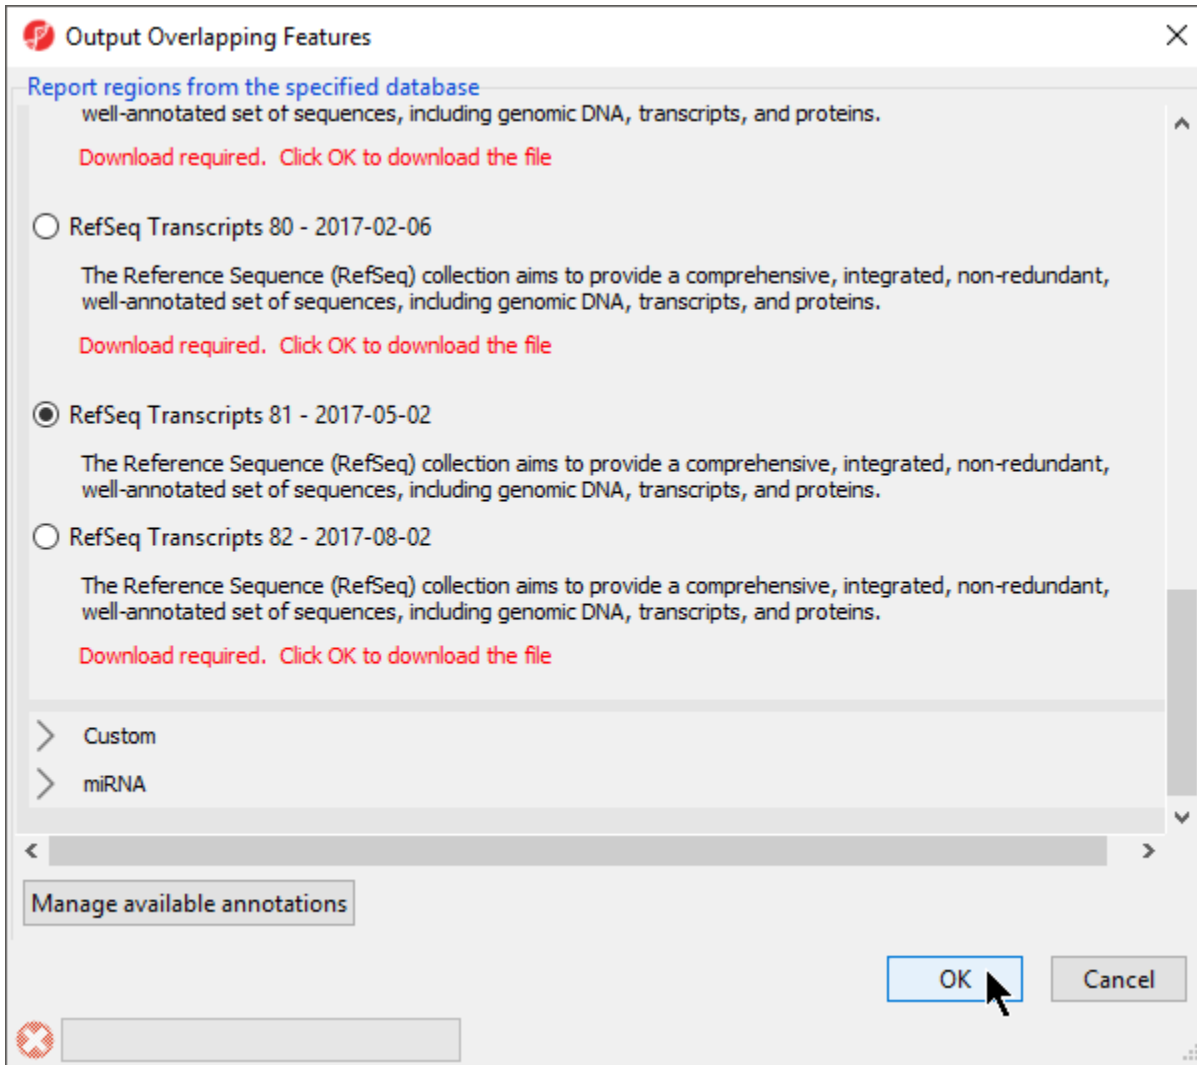 Output Overlapping Features
Report regions from the specified database
well-annotated set of sequences, including genomic DNA, transcripts, and proteins.
Download required.  Click OK to download the file
RefSeq Transcripts 80 - 2017-02-06
The Reference Sequence (RefSeq) collection aims to provide a comprehensive, integrated, non-redundant,
well-annotated set of sequences, including genomic DNA, transcripts, and proteins.
Download required.  Click OK to download the file
RefSeq Transcripts 81 - 2017-05-02
The Reference Sequence (RefSeq) collection aims to provide a comprehensive, integrated, non-redundant,
well-annotated set of sequences, including genomic DNA, transcripts, and proteins.
RefSeq Transcripts 82 - 2017-08-02
The Reference Sequence (RefSeq) collection aims to provide a comprehensive, integrated, non-redundant,
well-annotated set of sequences, including genomic DNA, transcripts, and proteins.
Download required.  Click OK to download the file
Custom
miRNA
Manage available annotations
OK
Cancel